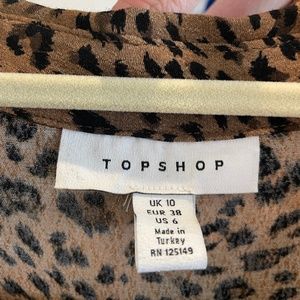 TOPSHOP
UK 10
EUR 38
US 6
Made in
Turkey
RN 125149